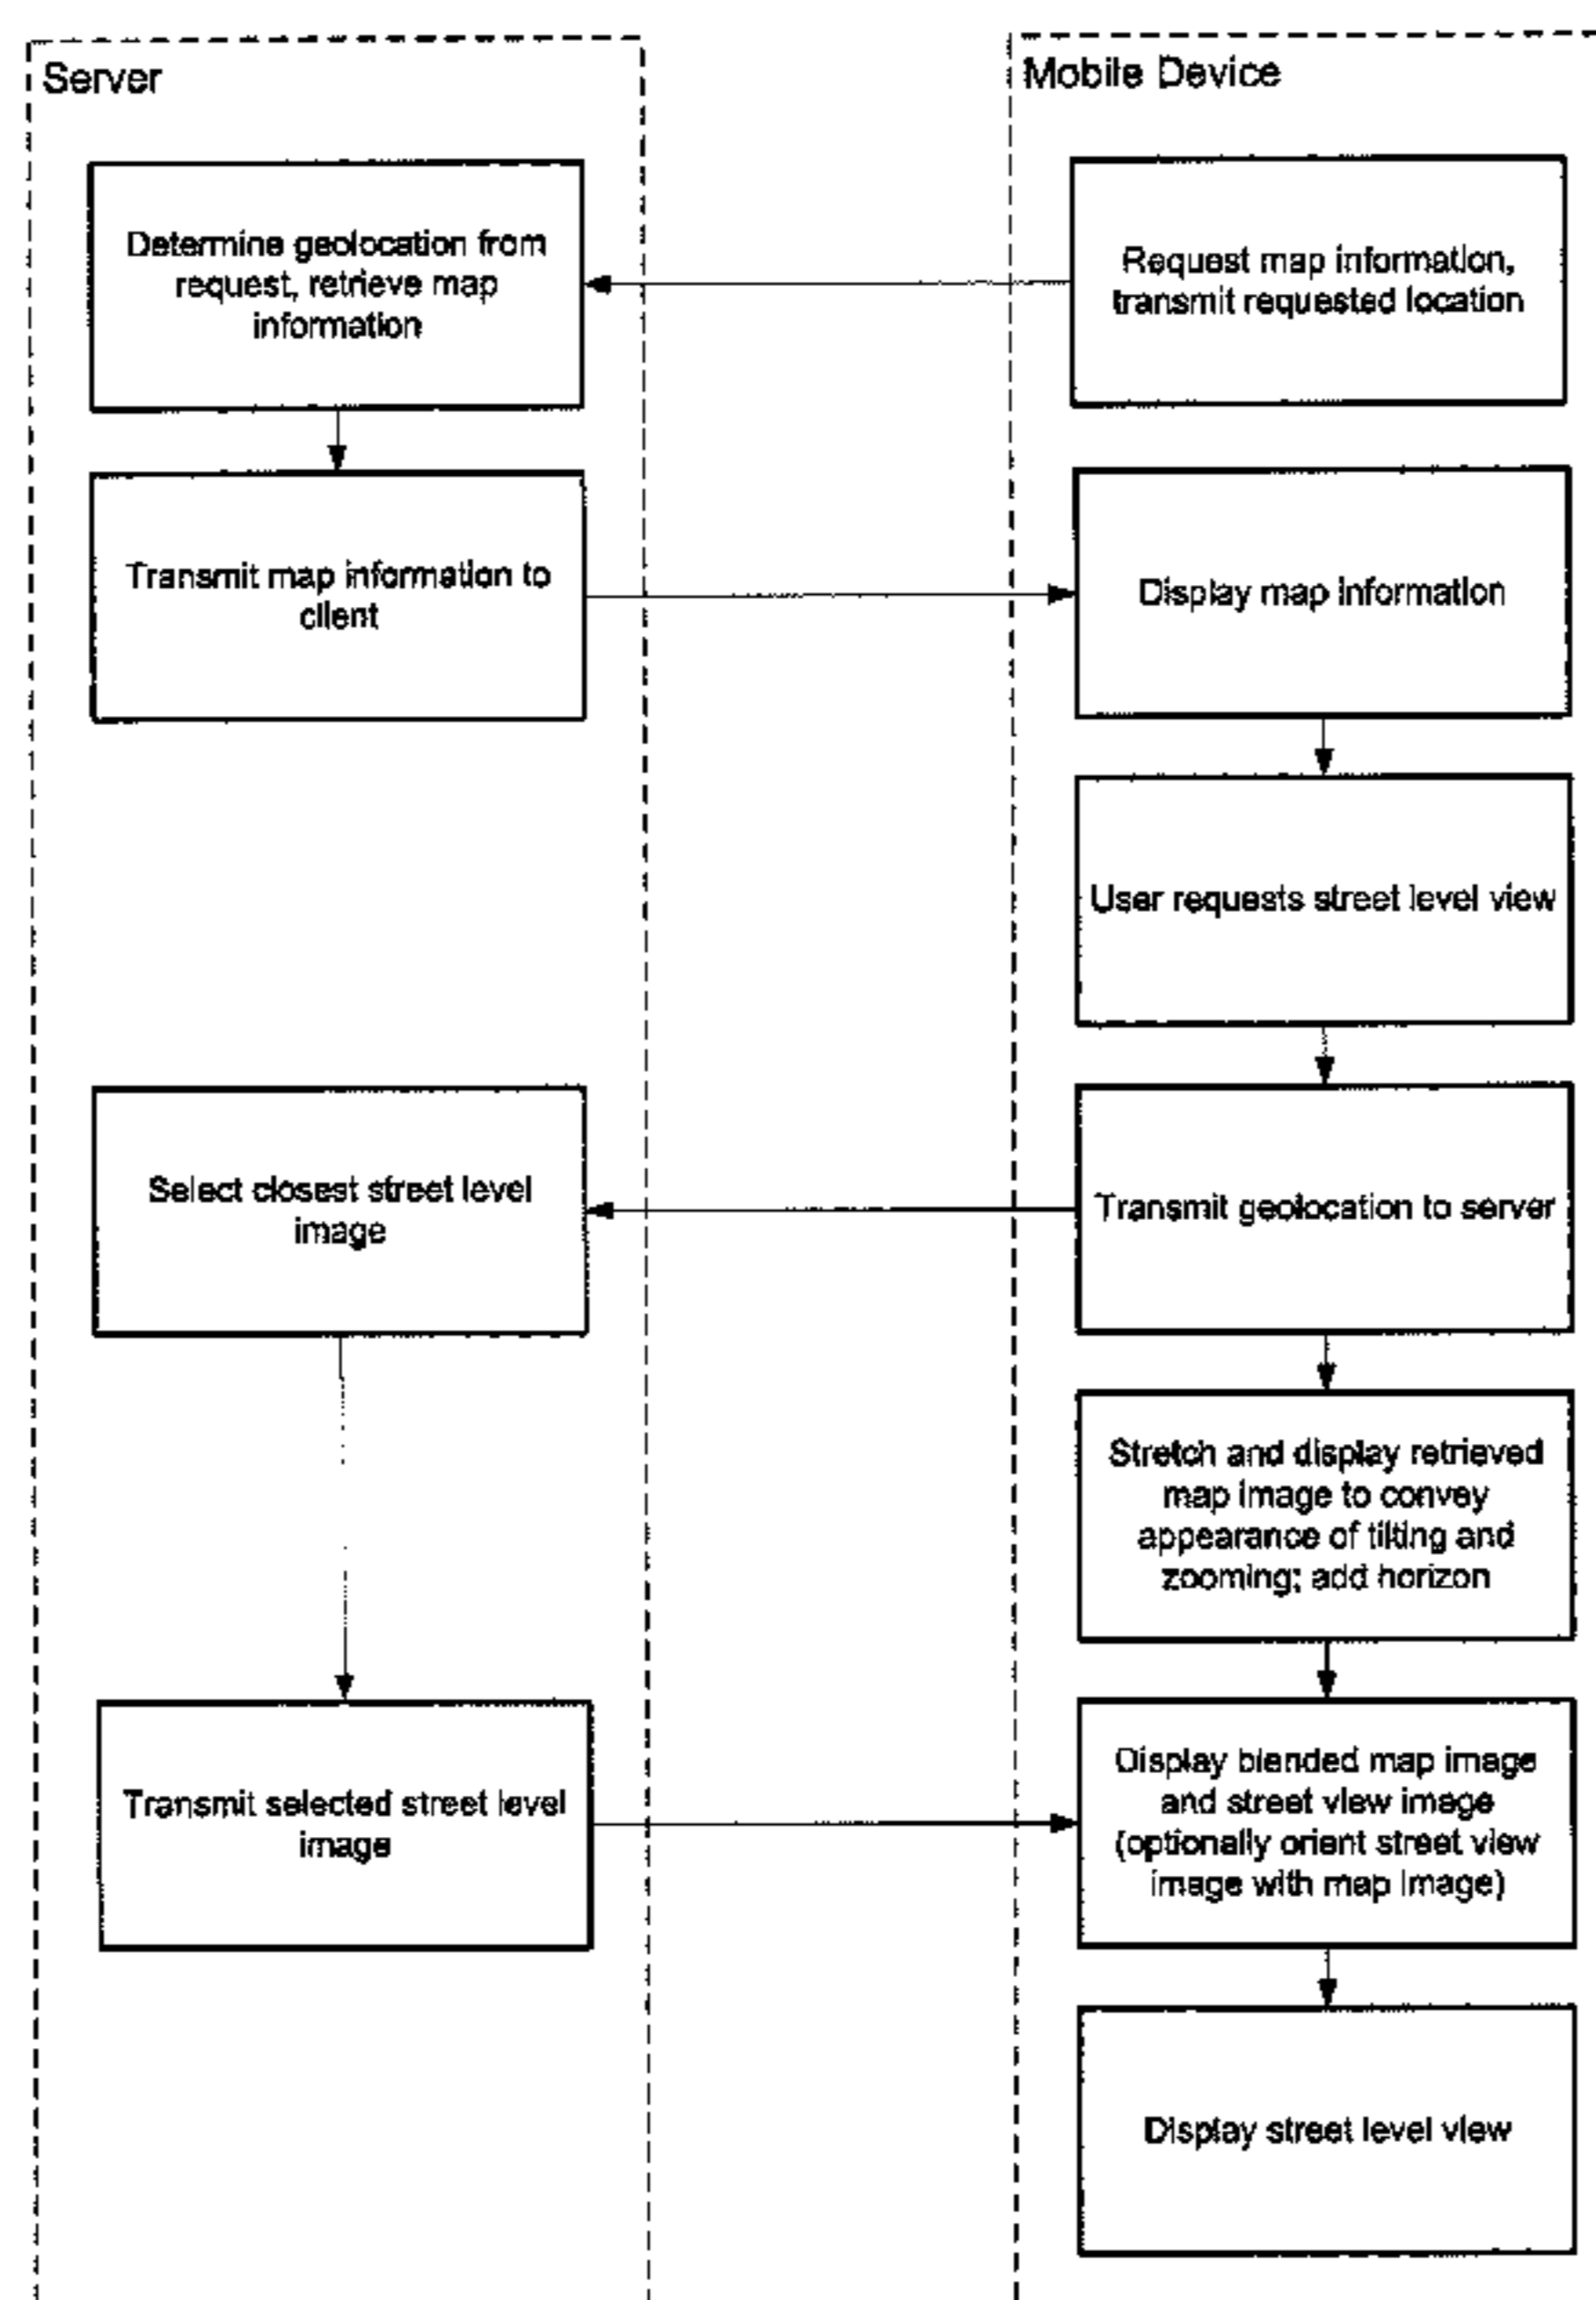 Server
Mobile Device
Determine geolocation from
request, retrieve map
information
Request map information,
transmit requested location
Transmit map information to
client
Display map information
User requests street level view
Select closest street level
image
Transmit geolocation to server
Stretch and display retrieved
map image to convey
appearance of tilting and
zooming; add horizon
Transmit selected street level
image
Display blended map image
and street view image
(optionally orient street view
image with map image)
Display street level view